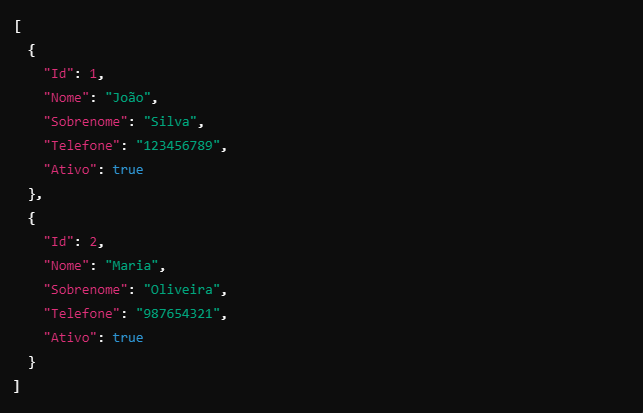 [
  {
    "Id": 1,
    "Nome": "João",
    "Sobrenome": "Silva",
    "Telefone": "123456789",
    "Ativo": true
  },
  {
    "Id": 2,
    "Nome": "Maria",
    "Sobrenome": "Oliveira",
    "Telefone": "987654321",
    "Ativo": true
  }
]